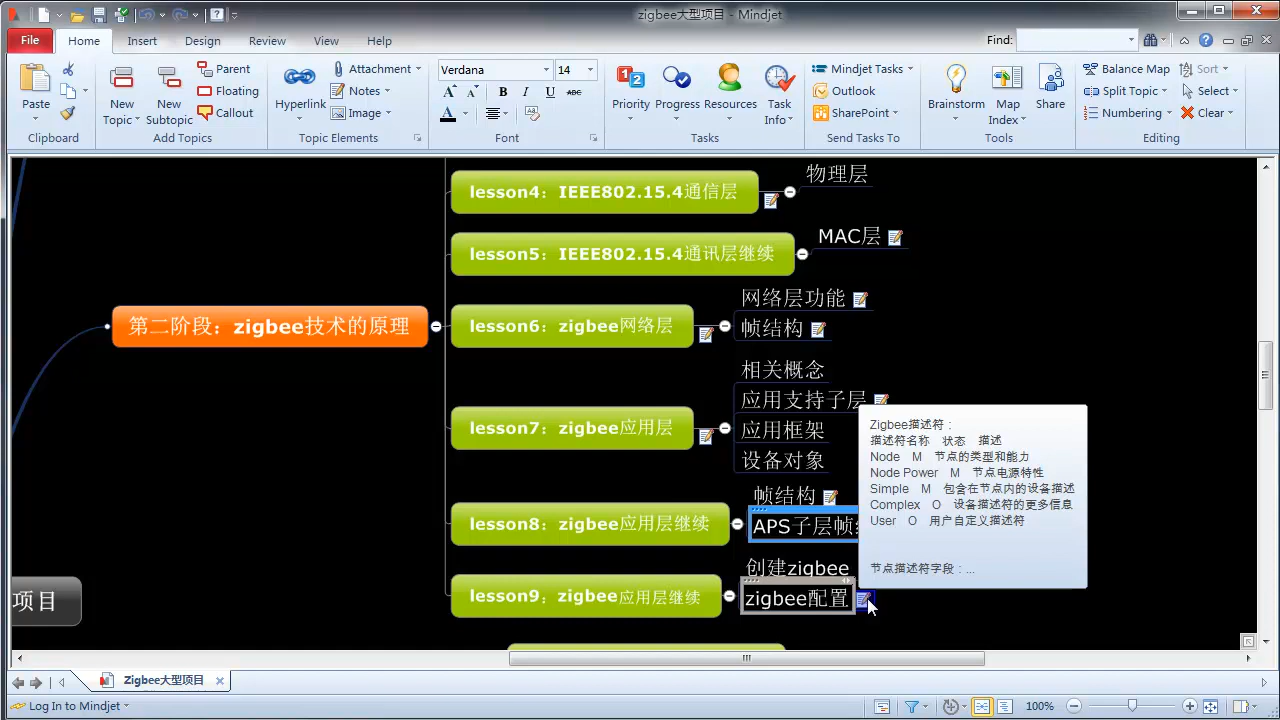 zigbee大型项目 - Mindjet
File Home Insert Design Review View Help Find:
Paste
New Topic
New Subtopic
Parent
Floating
Callout
Hyperlink
Attachment
Notes
Image
Verdana 14
B I U ABC
A
Priority Progress Resources
Task Info
Mindjet Tasks
Outlook
SharePoint
Brainstorm
Map Index
Share
Balance Map
Split Topic
Numbering
Sort
Select
Clear
Clipboard Add Topics Topic Elements Font Tasks Send Tasks To Tools Editing
lesson4：IEEE802.15.4通信层
物理层
lesson5：IEEE802.15.4通讯层继续
MAC层
第二阶段：zigbee技术的原理
lesson6：zigbee网络层
网络层功能
帧结构
lesson7：zigbee应用层
相关概念
应用支持子层
应用框架
设备对象
lesson8：zigbee应用层继续
帧结构
APS子层帧
lesson9：zigbee应用层继续
创建zigbee
zigbee配置
项目
Zigbee描述符：
描述符名称 状态 描述
Node M 节点的类型和能力
Node Power M 节点电源特性
Simple M 包含在节点内的设备描述
Complex O 设备描述符的更多信息
User O 用户自定义描述符
节点描述符字段：...
Zigbee大型项目
Log In to Mindjet
100%